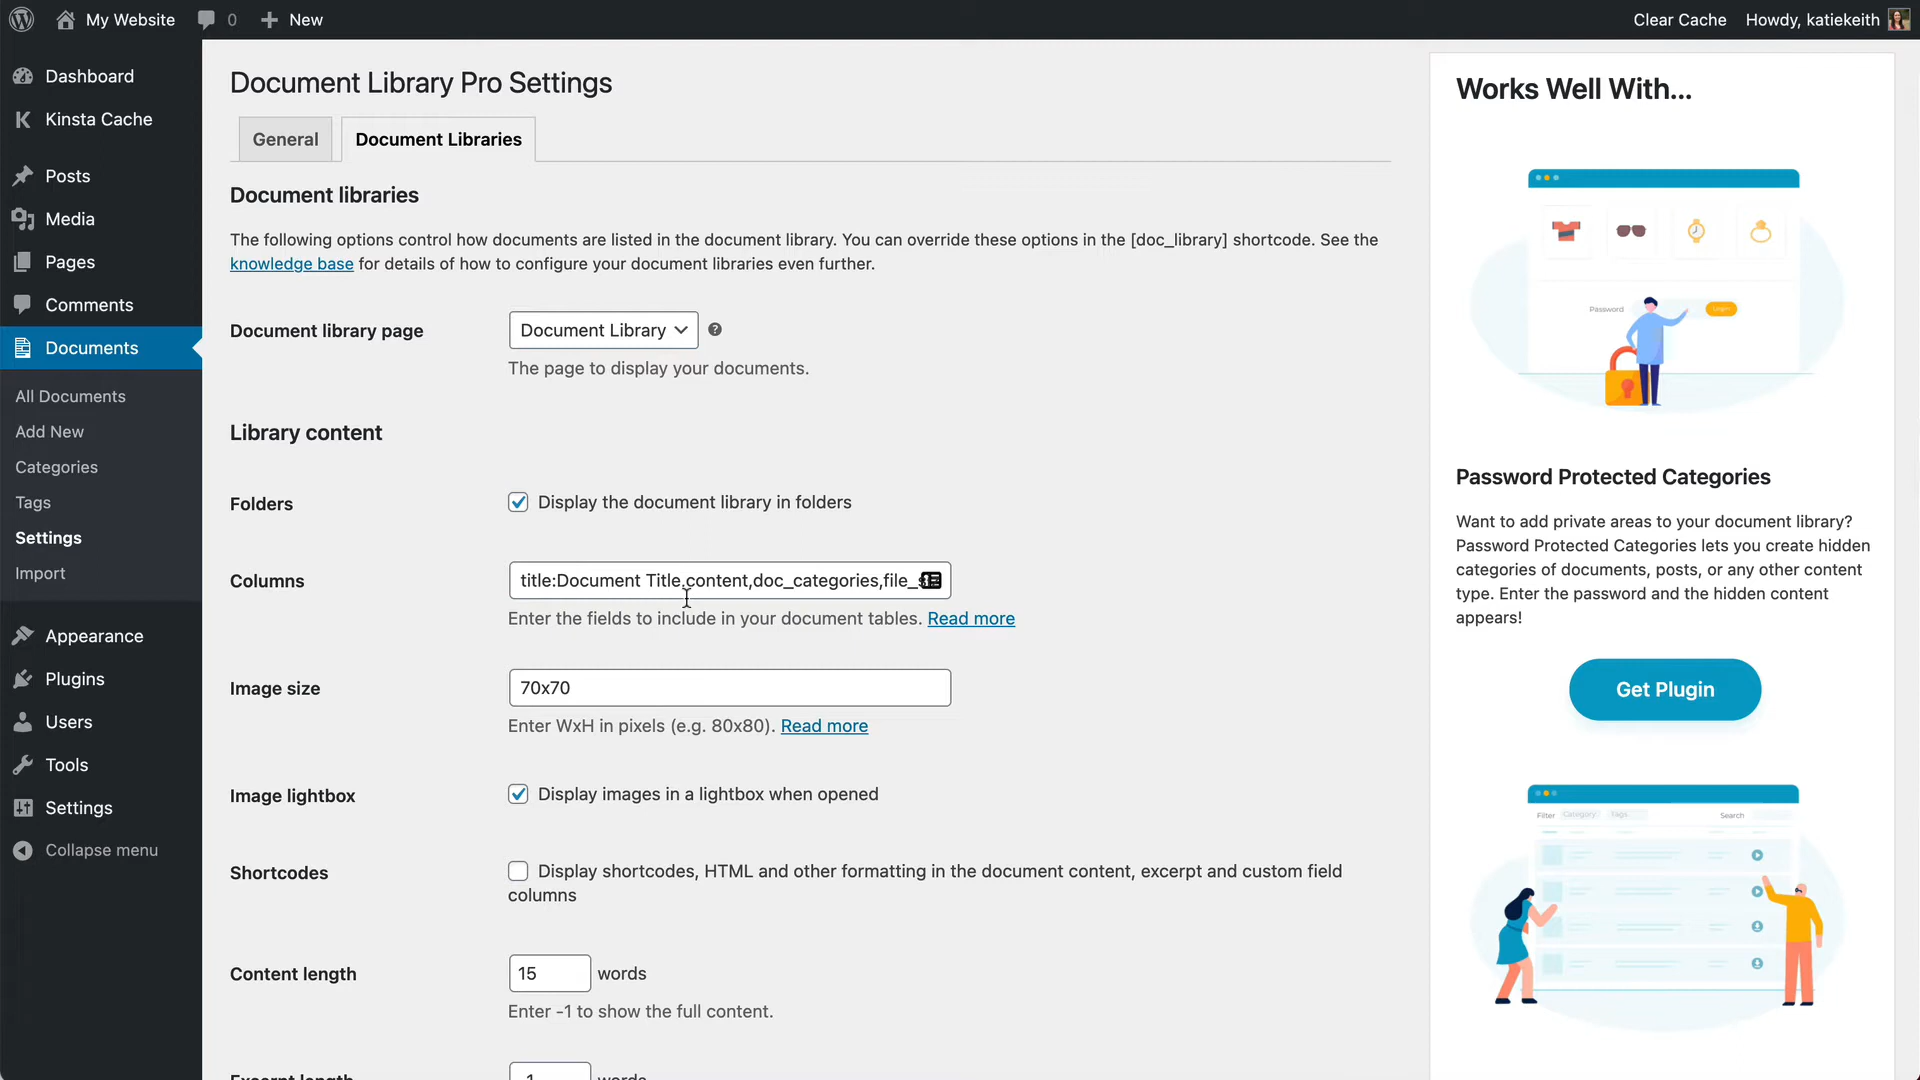 My Website
0
New
Clear Cache
Howdy, katiekeith
Dashboard
Kinsta Cache
Posts
Media
Pages
Comments
Documents
All Documents
Add New
Categories
Tags
Settings
Import
Appearance
Plugins
Users
Tools
Settings
Collapse menu
Document Library Pro Settings
General
Document Libraries
Document libraries
The following options control how documents are listed in the document library. You can override these options in the [doc_library] shortcode. See the
knowledge base for details of how to configure your document libraries even further.
Document library page
Document Library
The page to display your documents.
Library content
Folders
Display the document library in folders
Columns
title:Document Title,content,doc_categories,file_
Enter the fields to include in your document tables. Read more
Image size
70x70
Enter WxH in pixels (e.g. 80x80). Read more
Image lightbox
Display images in a lightbox when opened
Shortcodes
Display shortcodes, HTML and other formatting in the document content, excerpt and custom field
columns
Content length
15 words
Enter -1 to show the full content.
Works Well With...
Password
Login
Password Protected Categories
Want to add private areas to your document library?
Password Protected Categories lets you create hidden
categories of documents, posts, or any other content
type. Enter the password and the hidden content
appears!
Get Plugin
Filter
Category
Tags
Search